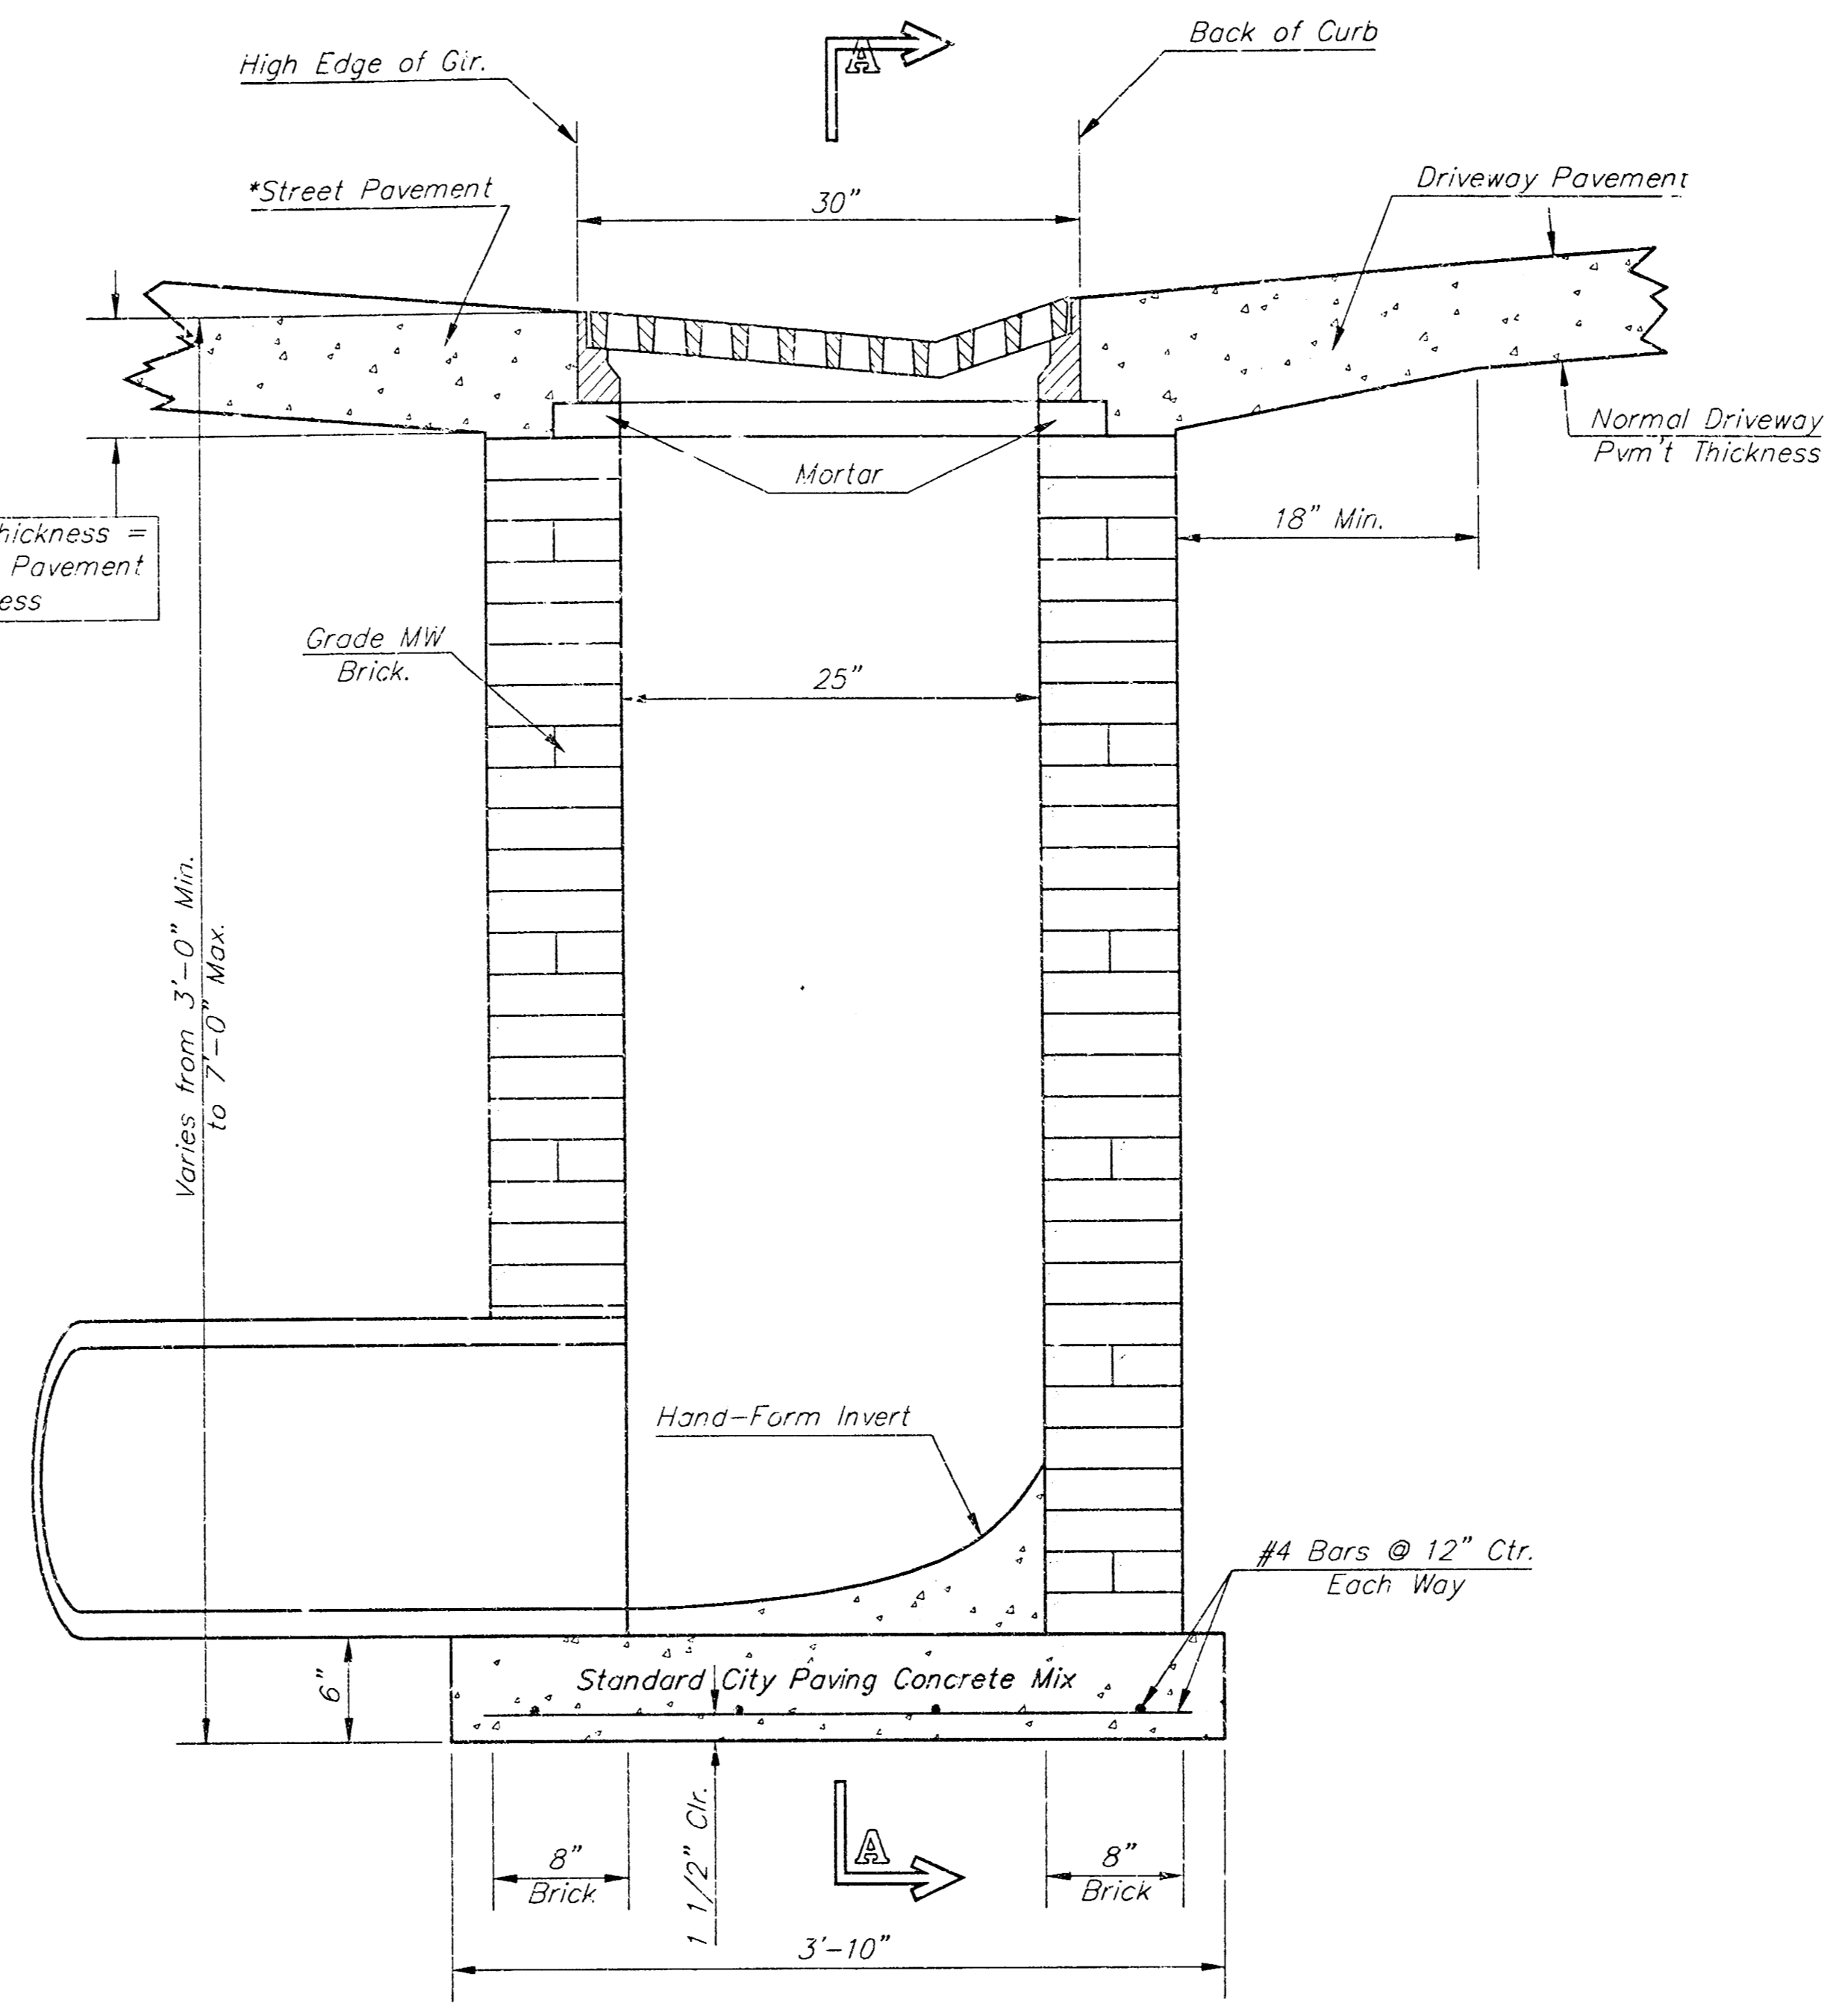 A
Back of Curb
High Edge of Gtr.
*Street Pavement
30"
Driveway Pavement
Normal Driveway
Pvm't Thickness
Mortar
18" Min.
hickness =
Pavement
ess
Grade MW
Brick.
25"
Varies from 3'-0" Min.
to 7'-0" Max.
Hand-Form Invert
#4 Bars @ 12" Ctr.
Each Way
6"
Standard City Paving Concrete Mix
1 1/2" Clr.
A
8"
Brick
8"
Brick
3'-10"